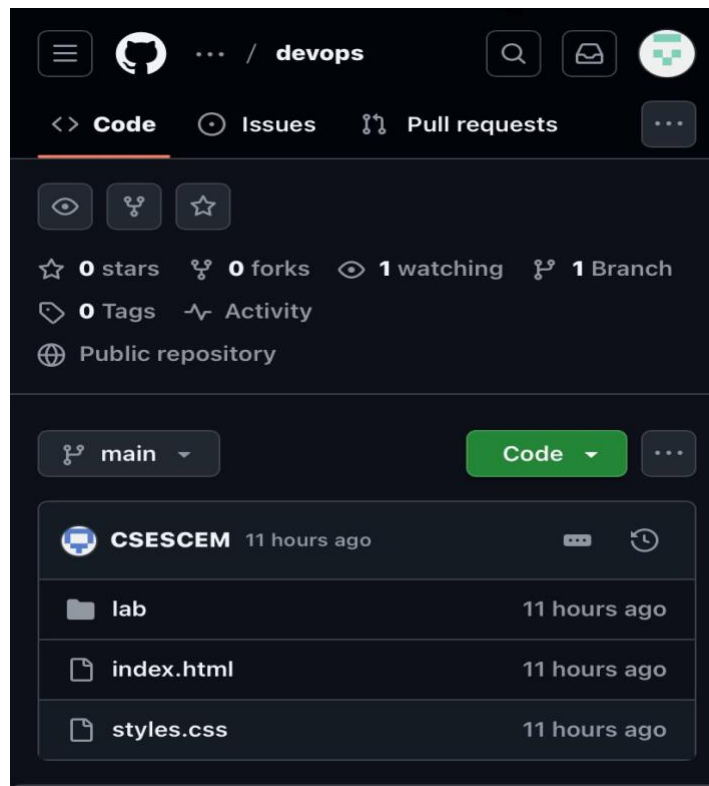 ... / devops
Code Issues Pull requests ...
0 stars 0 forks 1 watching 1 Branch
0 Tags Activity
Public repository
main Code ...
CSESCEM 11 hours ago
lab 11 hours ago
index.html 11 hours ago
styles.css 11 hours ago